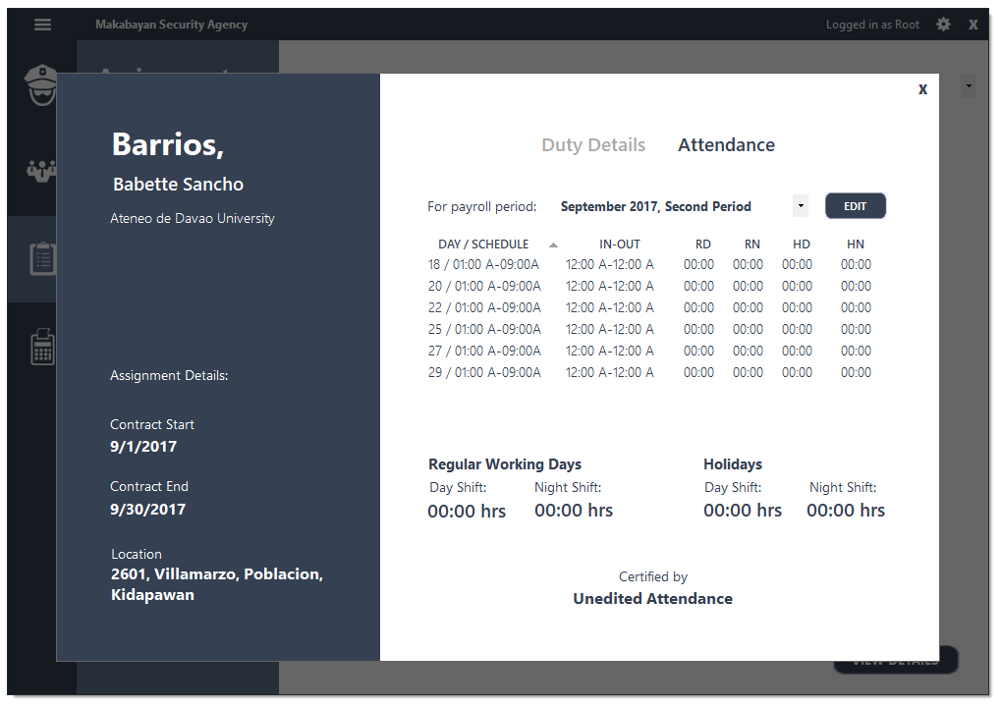 Makabayan Security Agency
Logged in as Root
X
X
Barrios,
Babette Sancho
Ateneo de Davao University
Assignment Details:
Contract Start
9/1/2017
Contract End
9/30/2017
Location
2601, Villamarzo, Poblacion,
Kidapawan
Duty Details Attendance
For payroll period: September 2017, Second Period EDIT
DAY / SCHEDULE IN-OUT RD RN HD HN
18 / 01:00 A-09:00A 12:00 A-12:00 A 00:00 00:00 00:00 00:00
20 / 01:00 A-09:00A 12:00 A-12:00 A 00:00 00:00 00:00 00:00
22 / 01:00 A-09:00A 12:00 A-12:00 A 00:00 00:00 00:00 00:00
25 / 01:00 A-09:00A 12:00 A-12:00 A 00:00 00:00 00:00 00:00
27 / 01:00 A-09:00A 12:00 A-12:00 A 00:00 00:00 00:00 00:00
29 / 01:00 A-09:00A 12:00 A-12:00 A 00:00 00:00 00:00 00:00
Regular Working Days Holidays
Day Shift: Night Shift: Day Shift: Night Shift:
00:00 hrs 00:00 hrs 00:00 hrs 00:00 hrs
Certified by
Unedited Attendance
VIEW DETAILS